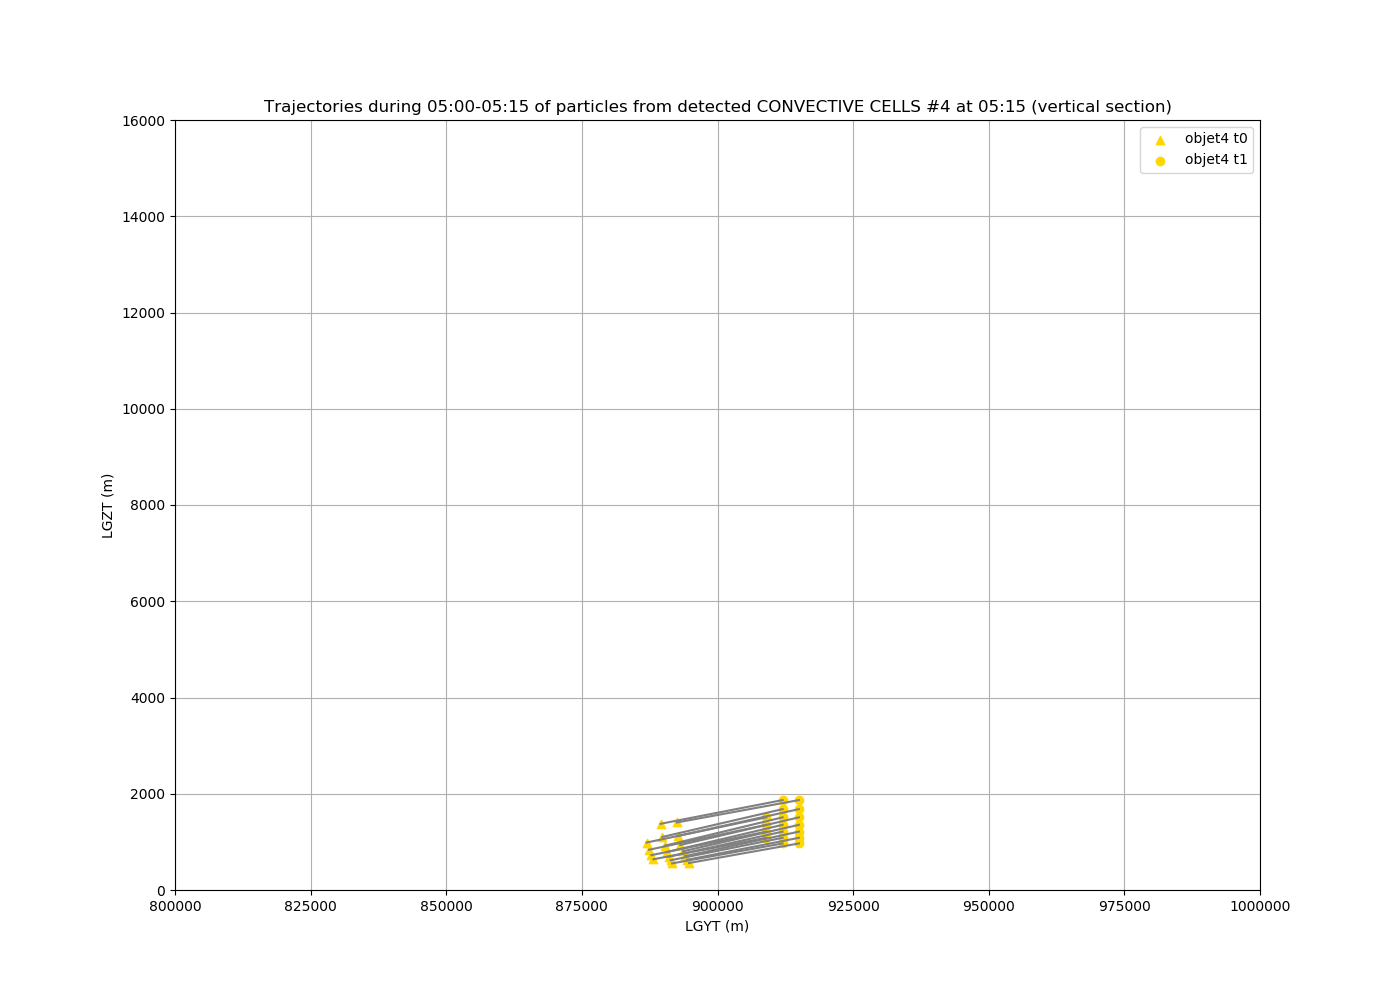 Trajectories during 05:00-05:15 of particles from detected CONVECTIVE CELLS #4 at 05:15 (vertical section)
objet4 t0
objet4 t1
LGZT (m)
16000
14000
12000
10000
8000
6000
4000
2000
0
800000 825000 850000 875000 900000 925000 950000 975000 1000000
LGYT (m)